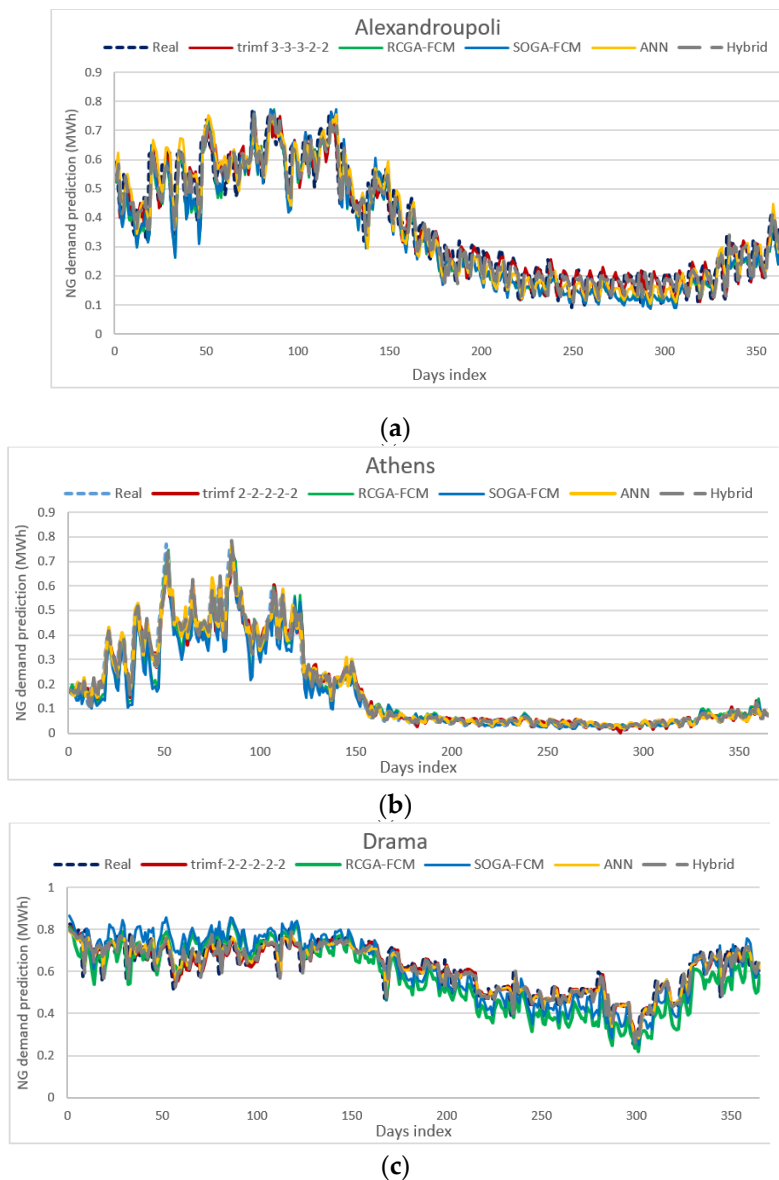 Alexandroupoli
Real trimf 3-3-3-2-2 RCGA-FCM SOGA-FCM ANN Hybrid
NG demand prediction (MWh)
0.9
0.8
0.7
0.6
0.5
0.4
0.3
0.2
0.1
0
0 50 100 150 200 250 300 350
Days index
(a)
Athens
Real trimf 2-2-2-2-2 RCGA-FCM SOGA-FCM ANN Hybrid
NG demand prediction (MWh)
0.9
0.8
0.7
0.6
0.5
0.4
0.3
0.2
0.1
0
0 50 100 150 200 250 300 350
Days index
(b)
Drama
Real trimf-2-2-2-2-2 RCGA-FCM SOGA-FCM ANN Hybrid
NG demand prediction (MWh)
1
0.8
0.6
0.4
0.2
0
0 50 100 150 200 250 300 350
Days index
(c)